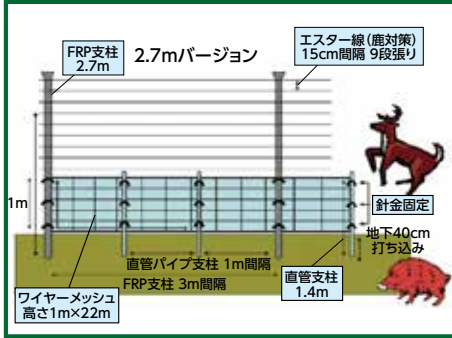 FRP支柱
2.7m
2.7mバージョン
エスター線(鹿対策)
15cm間隔 9段張り
1m
針金固定
地下40cm
打ち込み
直管パイプ支柱 1m間隔
FRP支柱 3m間隔
直管支柱
1.4m
ワイヤーメッシュ
高さ1m×22m